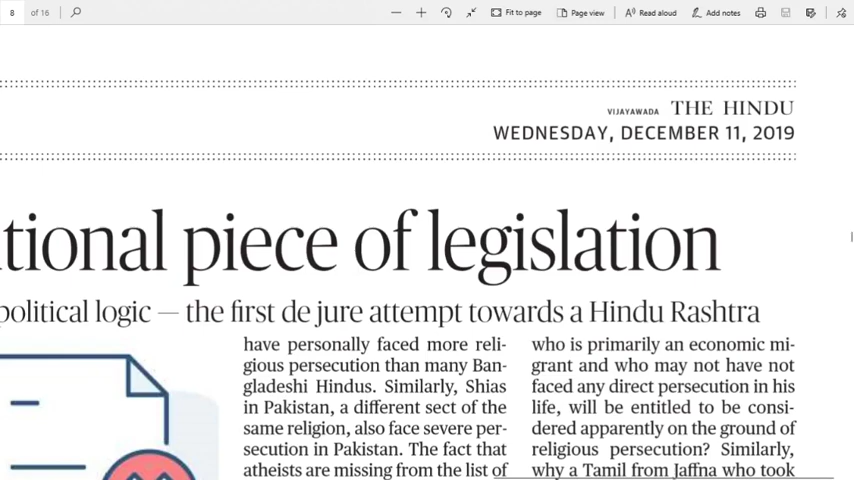 8 of 16 Fit to page Page view Read aloud Add notes
VIJAYAWADA THE HINDU
WEDNESDAY, DECEMBER 11, 2019
tional piece of legislation
political logic — the first de jure attempt towards a Hindu Rashtra
have personally faced more reli-
gious persecution than many Ban-
gladeshi Hindus. Similarly, Shias
in Pakistan, a different sect of the
same religion, also face severe per-
secution in Pakistan. The fact that
atheists are missing from the list of
who is primarily an economic mi-
grant and who may not have not
faced any direct persecution in his
life, will be entitled to be consi-
dered apparently on the ground of
religious persecution? Similarly,
why a Tamil from Jaffna who took